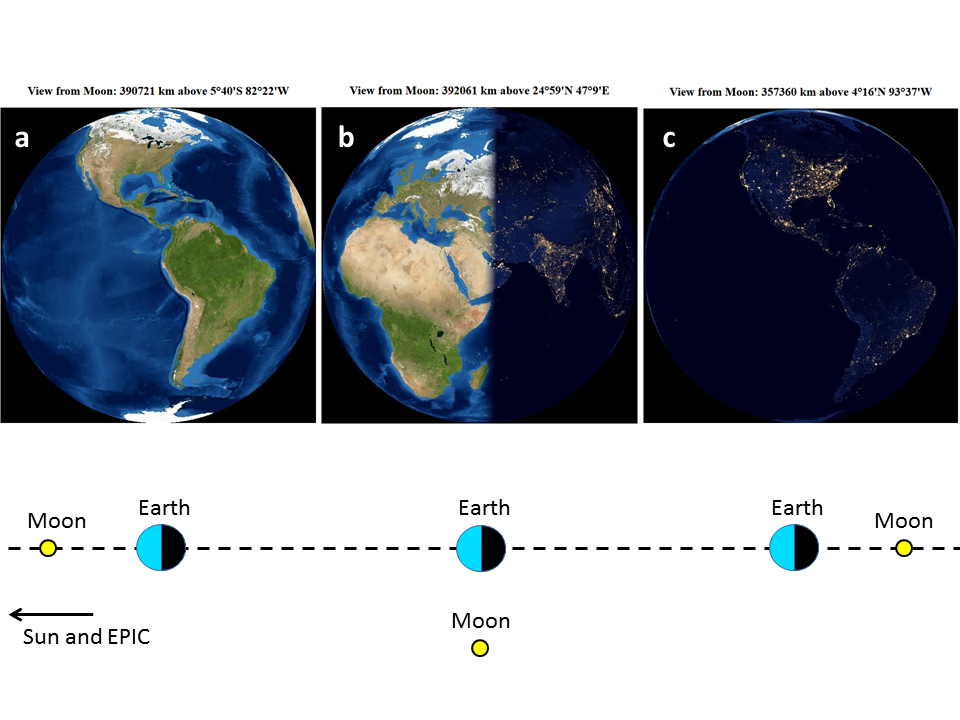 View from Moon: 390721 km above 5°40'S 82°22'W
View from Moon: 392061 km above 24°59'N 47°9'E
View from Moon: 357360 km above 4°16'N 93°37'W
a
b
c
Earth
Earth
Earth
Moon
Moon
Sun and EPIC
Moon